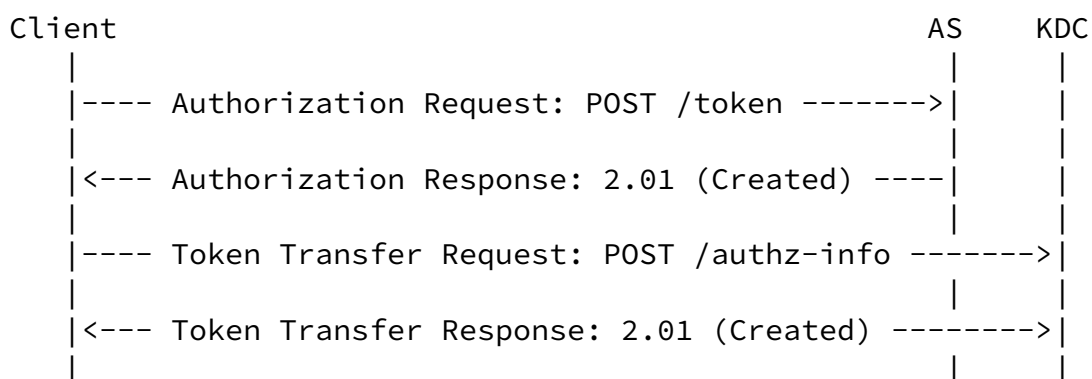 Client AS KDC
|---- Authorization Request: POST /token ------->|
|<--- Authorization Response: 2.01 (Created) ----|
|---- Token Transfer Request: POST /authz-info ------->|
|<--- Token Transfer Response: 2.01 (Created) -------->|